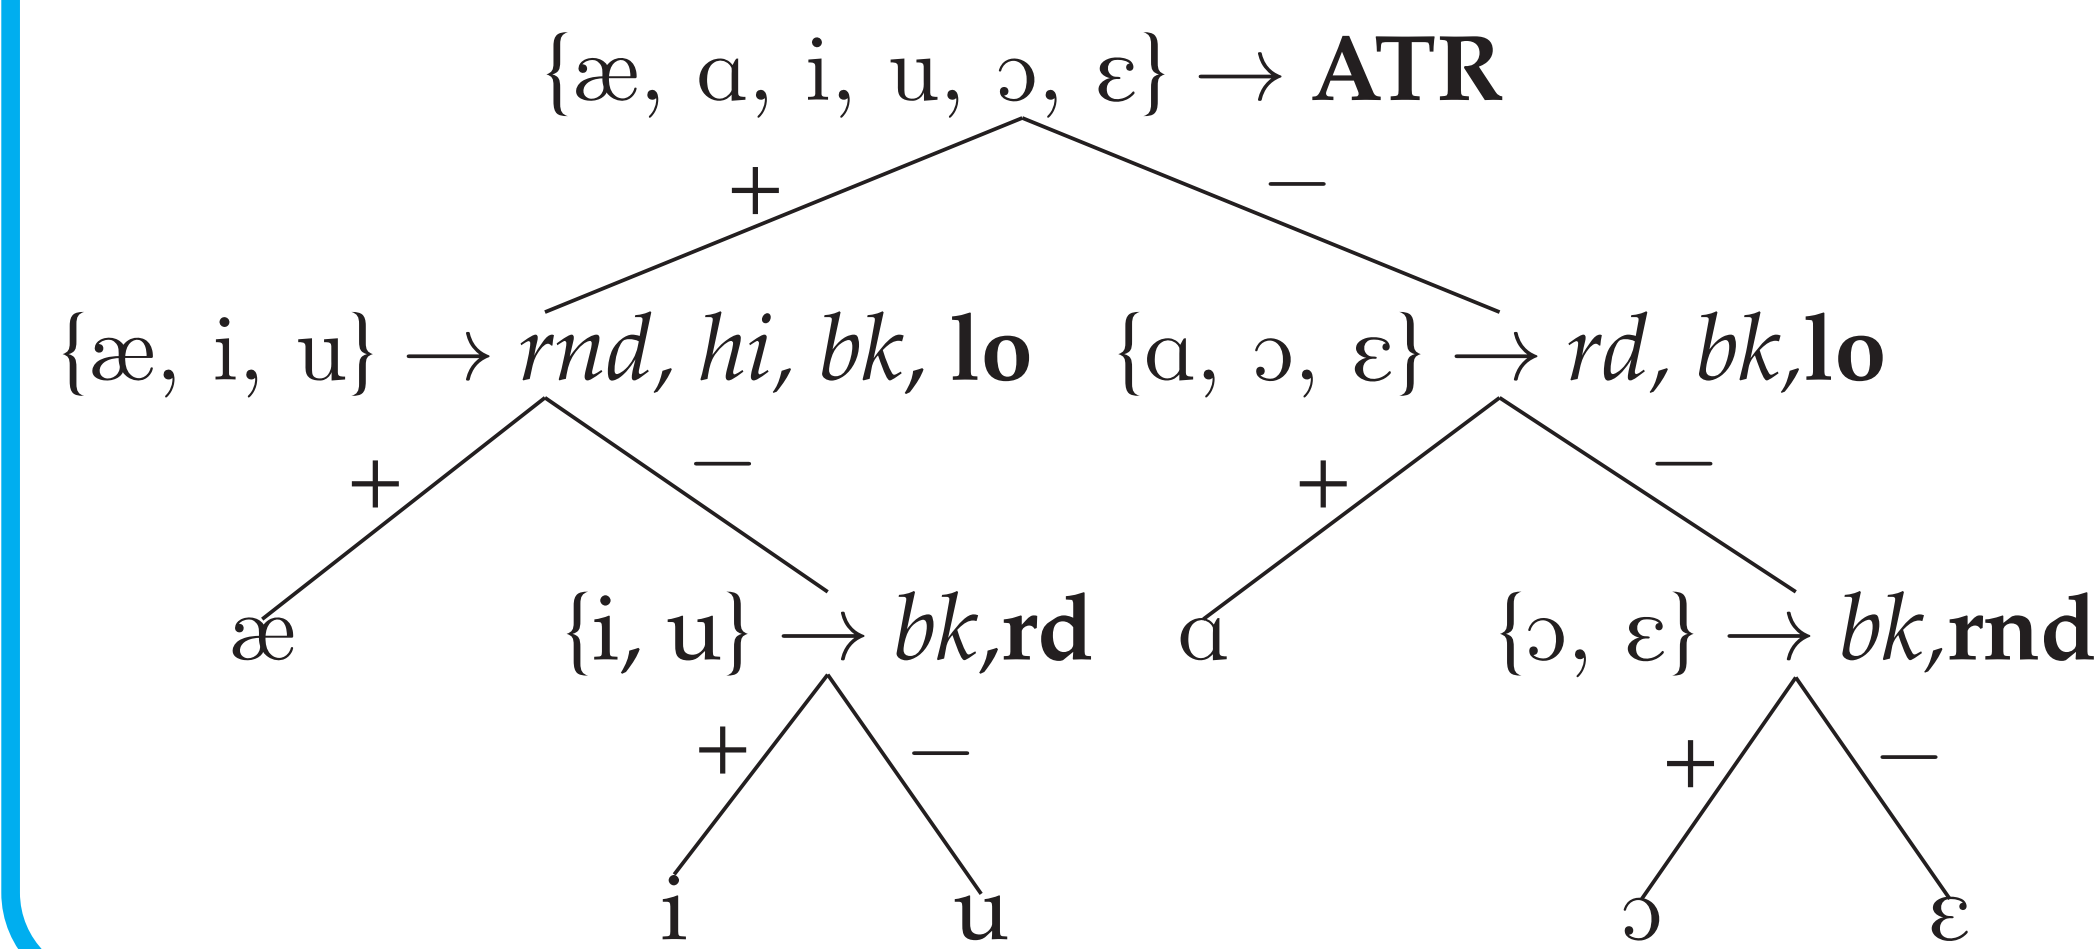 {æ, ɑ, i, u, ɔ, ɛ} → ATR
+ −
{æ, i, u} → rnd, hi, bk, lo {ɑ, ɔ, ɛ} → rd, bk,lo
+ − + −
æ {i, u} → bk,rd ɑ {ɔ, ɛ} → bk,rnd
+ − + −
i u ɔ ɛ